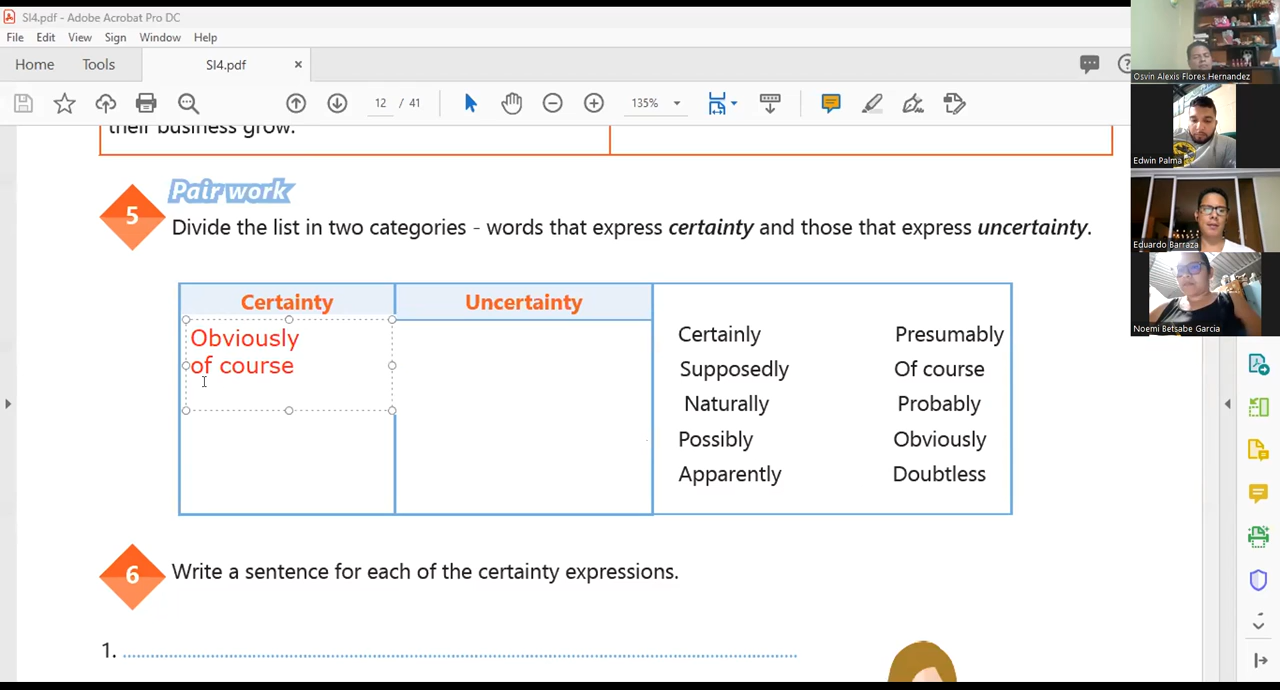 SI4.pdf - Adobe Acrobat Pro DC
File Edit View Sign Window Help
Home Tools SI4.pdf ×
12 / 41 135%
their business grow.
Pair work
5 Divide the list in two categories - words that express certainty and those that express uncertainty.
Certainty Uncertainty
Obviously
of course
Certainly Presumably
Supposedly Of course
Naturally Probably
Possibly Obviously
Apparently Doubtless
6 Write a sentence for each of the certainty expressions.
1.
Osvin Alexis Flores Hernandez
Edwin Palma
Eduardo Barraza
Noemi Betsabe Garcia